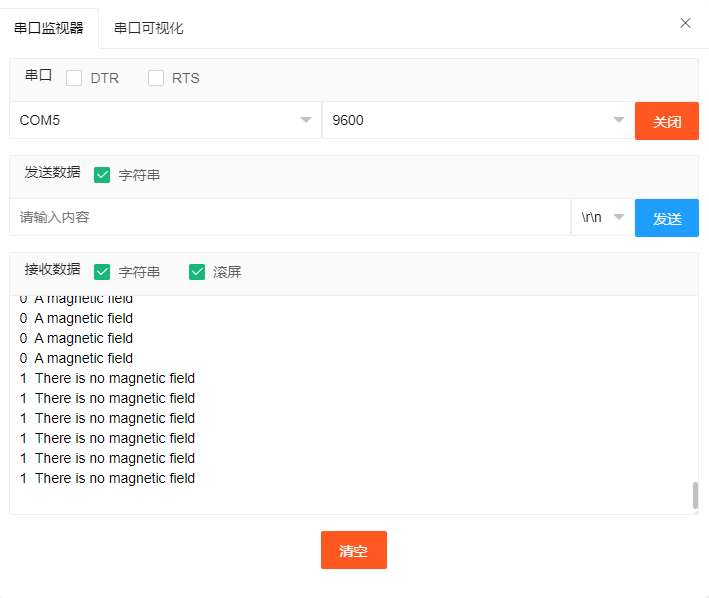 串口监视器 串口可视化
串口 DTR RTS
COM5 9600 关闭
发送数据 字符串
请输入内容 \r\n 发送
接收数据 字符串 滚屏
0 A magnetic field
0 A magnetic field
0 A magnetic field
0 A magnetic field
1 There is no magnetic field
1 There is no magnetic field
1 There is no magnetic field
1 There is no magnetic field
1 There is no magnetic field
1 There is no magnetic field
清空